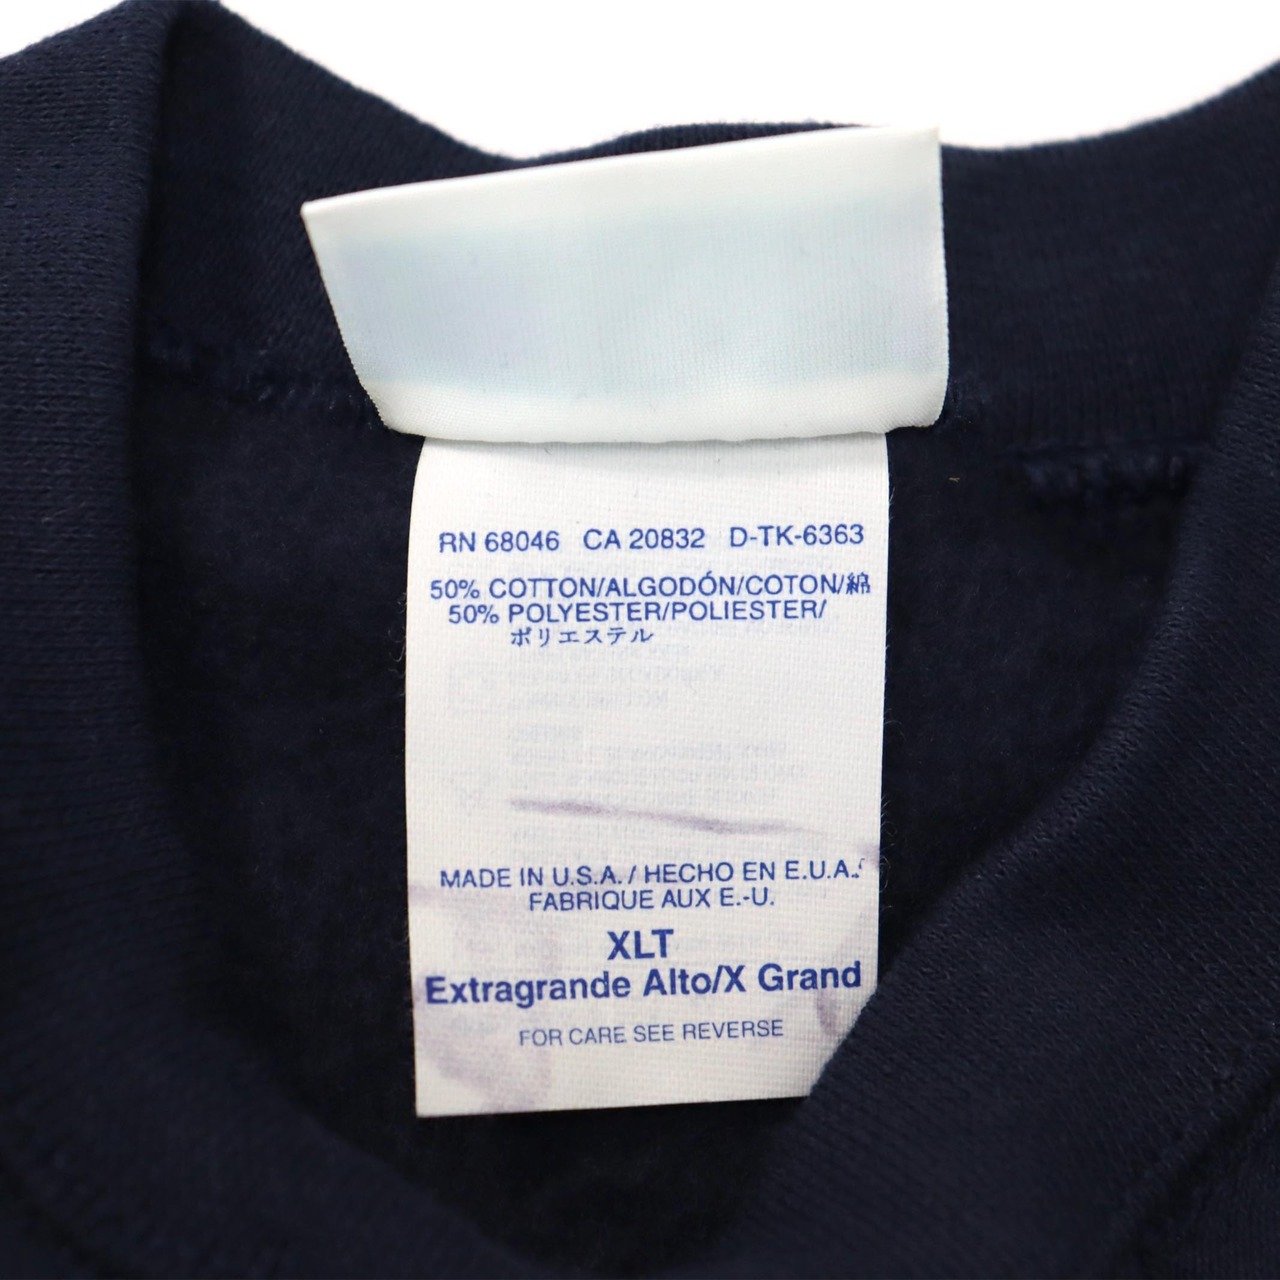 RN 68046 CA 20832 D-TK-6363
50% COTTON/ALGODÓN/COTON/綿
50% POLYESTER/POLIESTER/
ポリエステル
MADE IN U.S.A./HECHO EN E.U.A./
FABRIQUE AUX E.-U.
XLT
Extragrande Alto/X Grand
FOR CARE SEE REVERSE